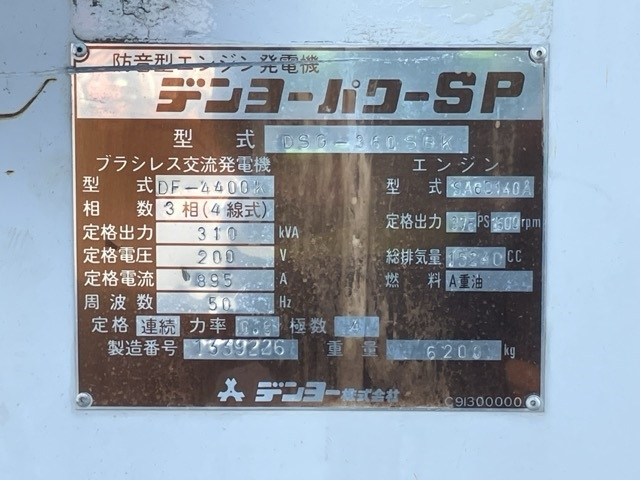 防音型エンジン発電機
デンヨーパワーSP
型式
ブラシレス交流発電機 エンジン
型式 DF-4400K 型式
相数 3相(4線式)
定格出力 310 kVA 定格出力 PS rpm
定格電圧 200 V 総排気量 CC
定格電流 895 A 燃料 A重油
周波数 50 Hz
定格 連続 力率 極数
製造番号 1339226 重量 kg
デンヨー株式会社
C91300000